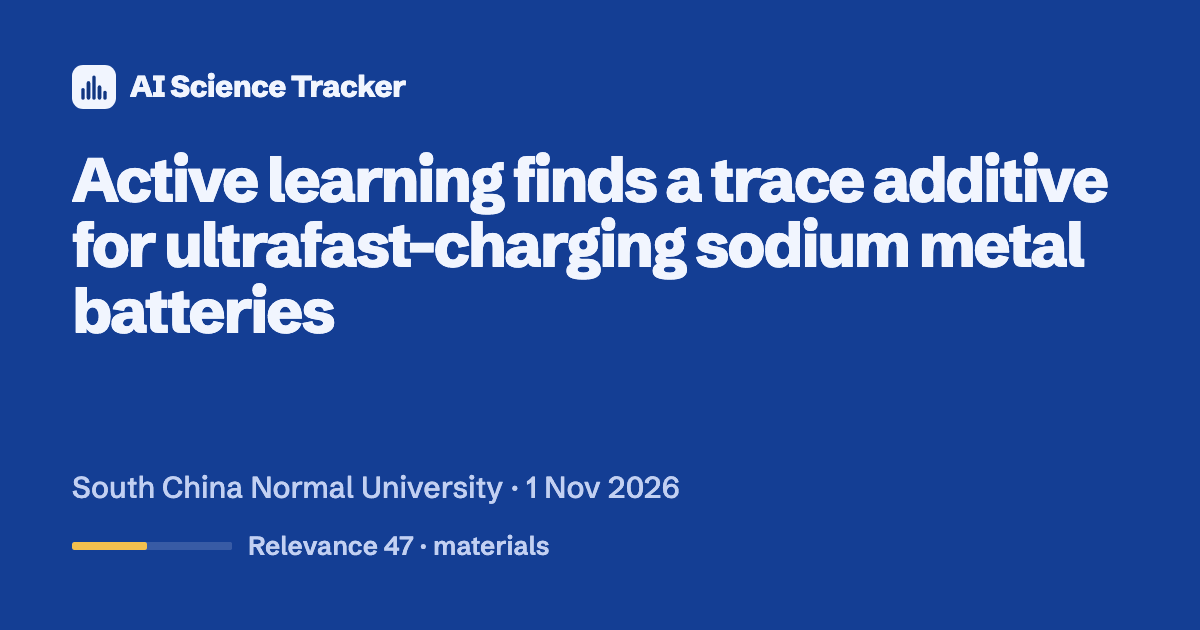 AI Science Tracker
Active learning finds a trace additive
for ultrafast-charging sodium metal
batteries
South China Normal University · 1 Nov 2026
Relevance 47 · materials